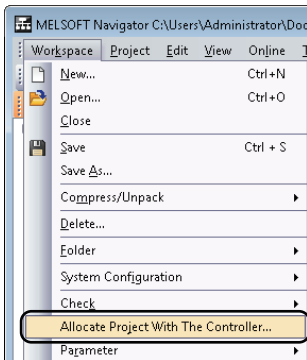 MELSOFT Navigator C:\Users\Administrator\Doc
Workspace Project Edit View Online
New... Ctrl+N
Open... Ctrl+O
Close
Save Ctrl + S
Save As...
Compress/Unpack
Delete...
Folder
System Configuration
Check
Allocate Project With The Controller...
Parameter